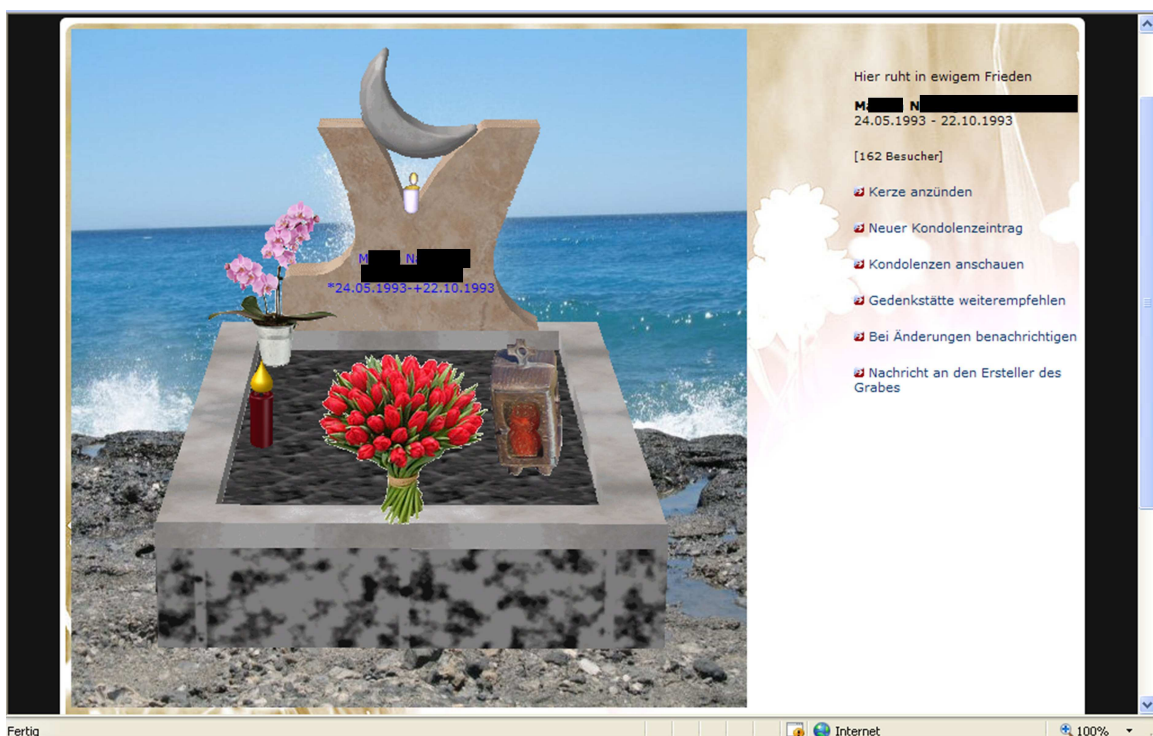 Hier ruht in ewigem Frieden
24.05.1993 - 22.10.1993
[162 Besucher]
Kerze anzünden
Neuer Kondolenzeintrag
Kondolenzen anschauen
Gedenkstätte weiterempfehlen
Bei Änderungen benachrichtigen
Nachricht an den Ersteller des
Grabes
*24.05.1993-+22.10.1993
Fertig
Internet
100%